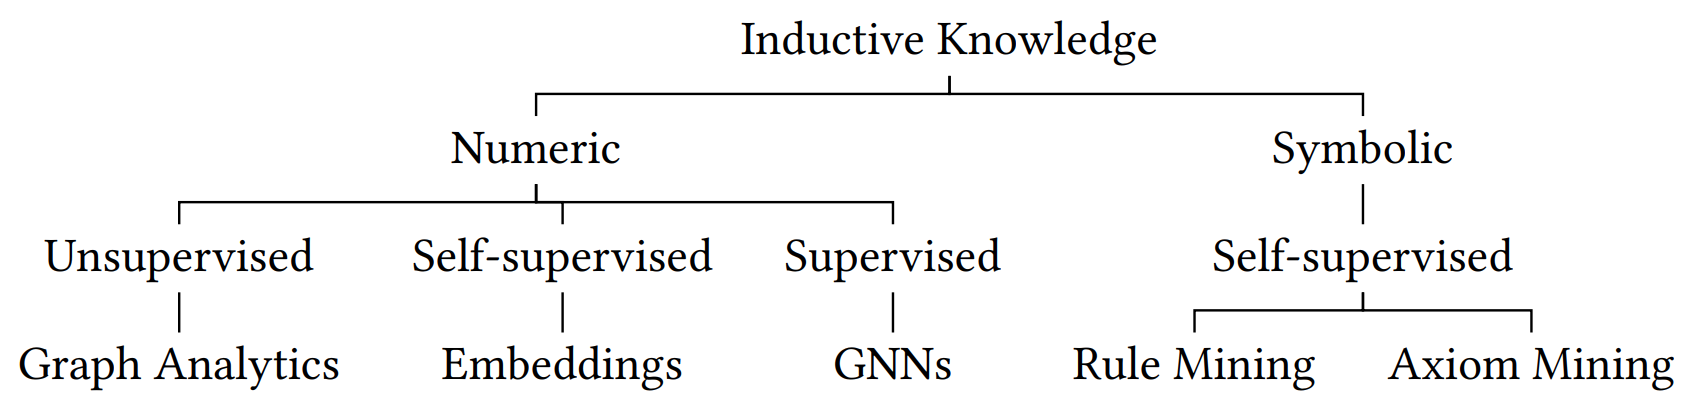 Inductive Knowledge
Numeric Symbolic
Unsupervised Self-supervised Supervised Self-supervised
Graph Analytics Embeddings GNNs Rule Mining Axiom Mining